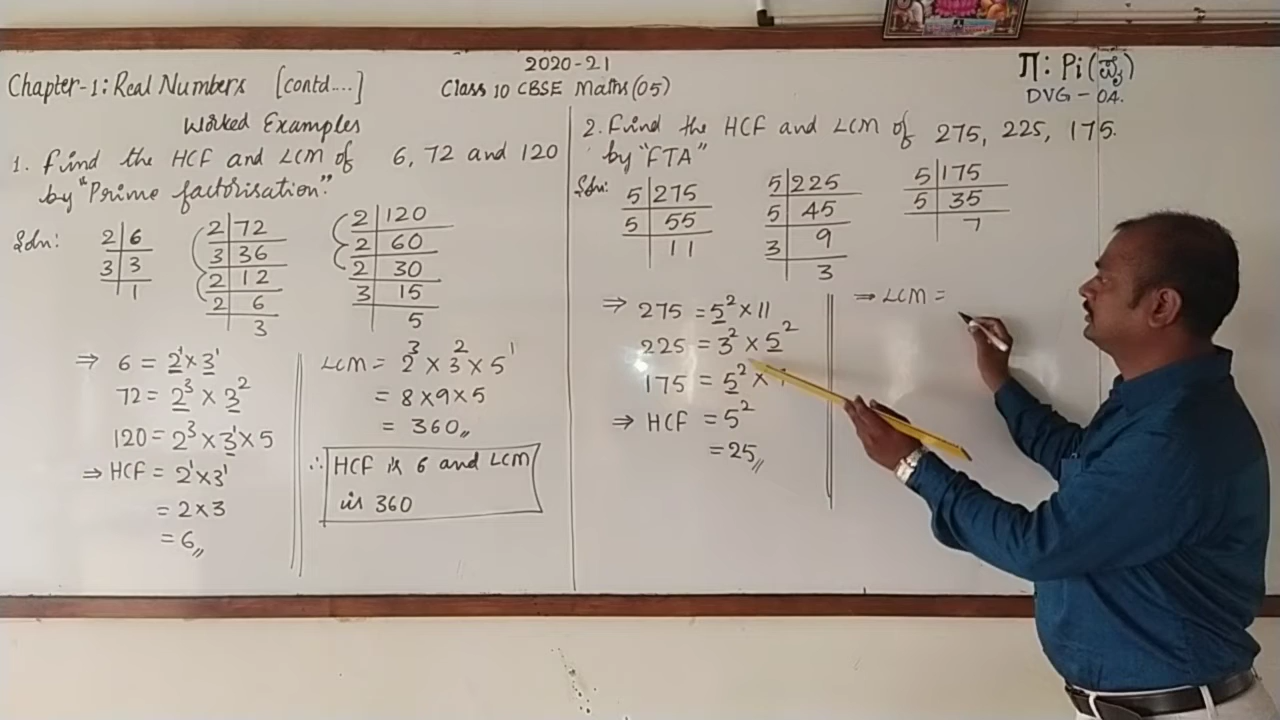 2020-21
Class 10 CBSE Maths (05)
Π: Pi (ಪೈ)
DVG - 04.
Chapter-1: Real Numbers [contd....]
Worked Examples
1. Find the HCF and LCM of 6, 72 and 120
by "Prime factorisation."
Soln:
2 | 6
3 | 3
1
2 | 72
3 | 36
2 | 12
2 | 6
3
2 | 120
2 | 60
2 | 30
3 | 15
5
⇒ 6 = 2¹ × 3¹
72 = 2³ × 3²
120 = 2³ × 3¹ × 5
⇒ HCF = 2¹ × 3¹
= 2 × 3
= 6,,
LCM = 2³ × 3² × 5¹
= 8 × 9 × 5
= 360,,
∴ HCF is 6 and LCM
is 360
2. Find the HCF and LCM of 275, 225, 175.
by "FTA"
Soln:
5 | 275
5 | 55
11
5 | 225
5 | 45
3 | 9
3
5 | 175
5 | 35
7
⇒ 275 = 5² × 11
225 = 3² × 5²
175 = 5² ×
⇒ HCF = 5²
= 25,,
⇒ LCM =